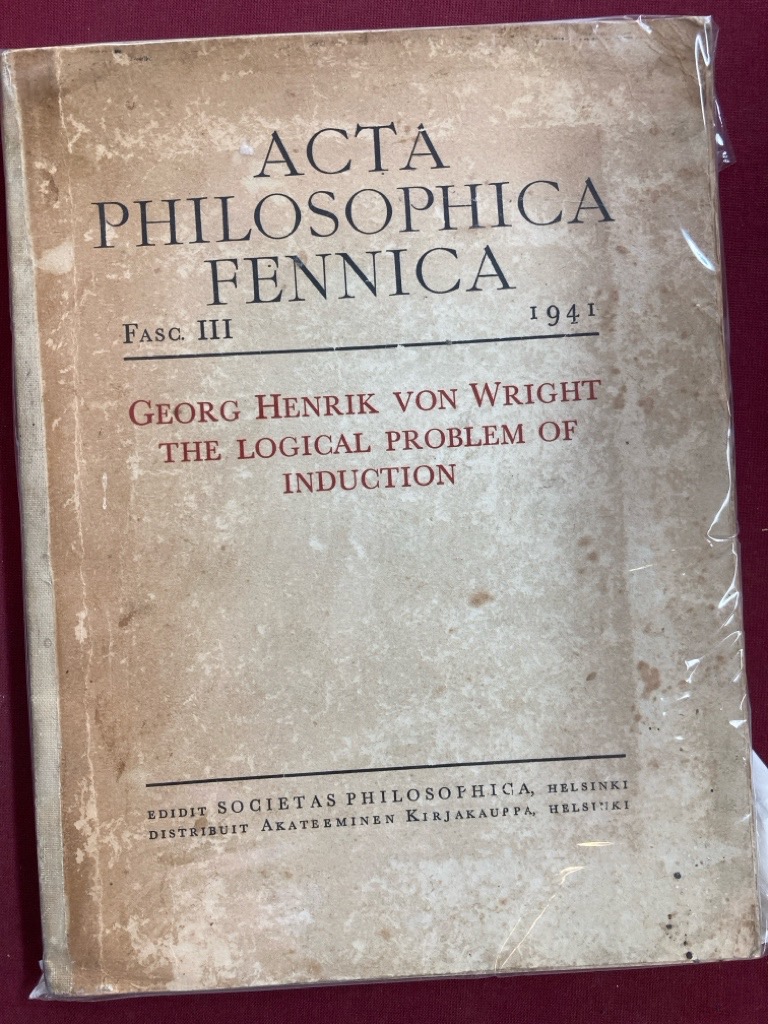 ACTA
PHILOSOPHICA
FENNICA
FASC. III 1941
GEORG HENRIK VON WRIGHT
THE LOGICAL PROBLEM OF
INDUCTION
EDIDIT SOCIETAS PHILOSOPHICA, HELSINKI
DISTRIBUIT AKATEEMINEN KIRJAKAUPPA, HELSINKI